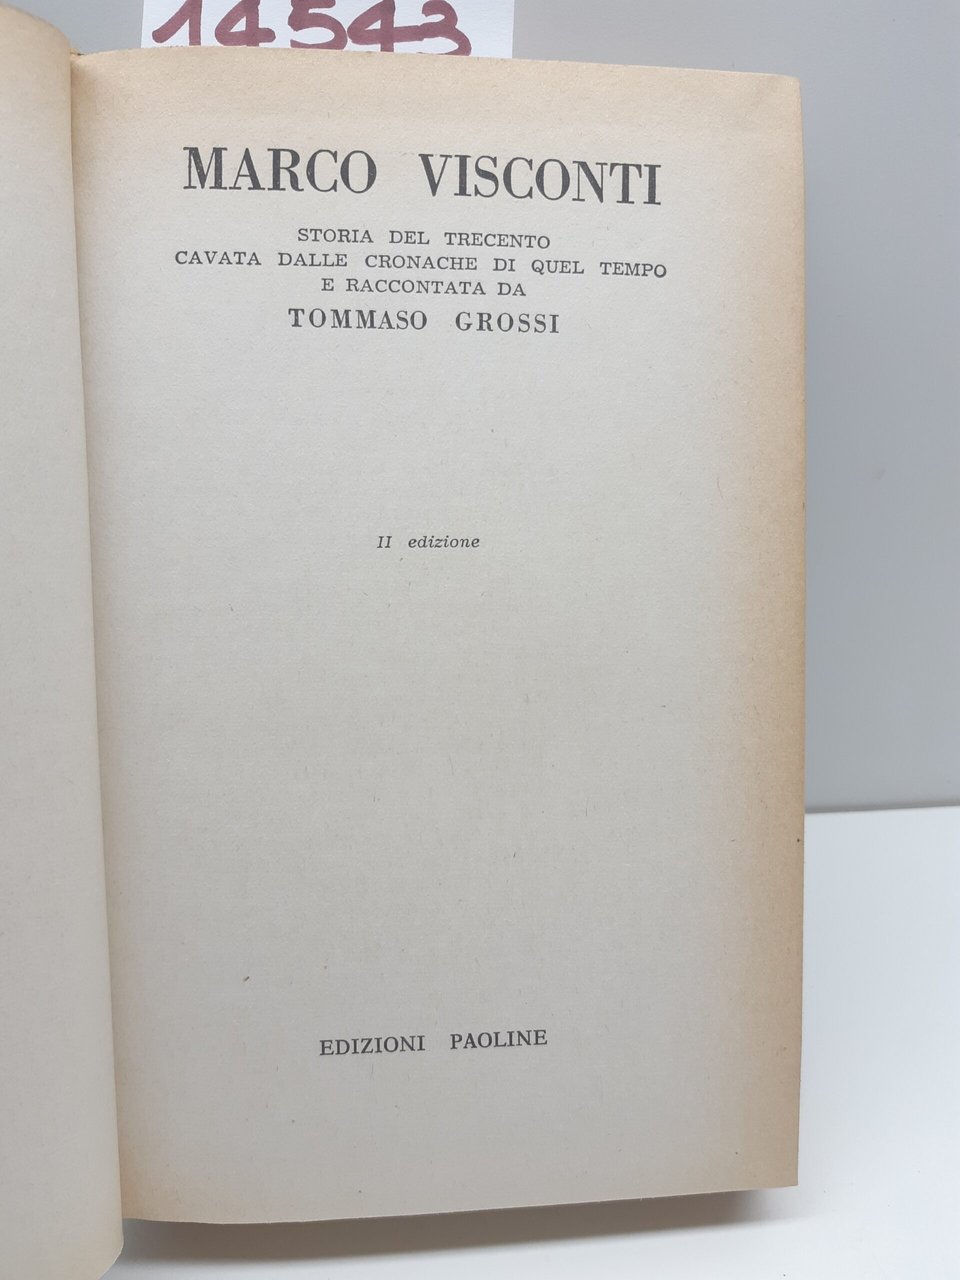 14543
MARCO VISCONTI
STORIA DEL TRECENTO
CAVATA DALLE CRONACHE DI QUEL TEMPO
E RACCONTATA DA
TOMMASO GROSSI
II edizione
EDIZIONI PAOLINE